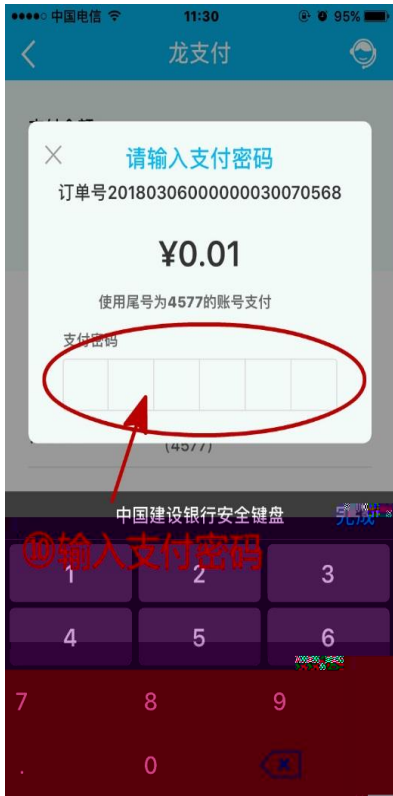 中国电信 11:30 95%
龙支付
请输入支付密码
订单号20180306000000030070568
¥0.01
使用尾号为4577的账号支付
支付密码
(4577)
中国建设银行安全键盘 完成
⑩输入支付密码
1 2 3
4 5 6
7 8 9
. 0